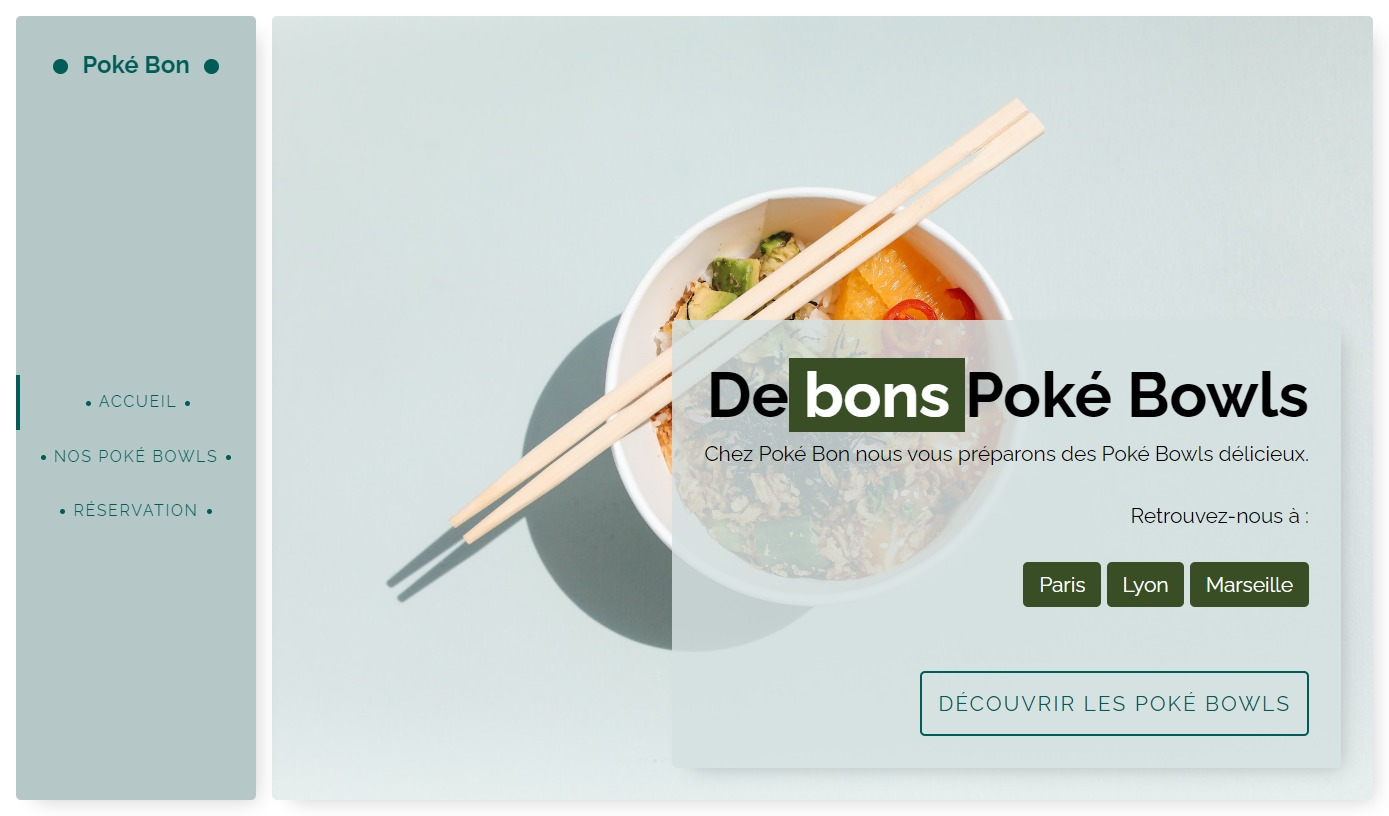 ● Poké Bon ●
• ACCUEIL •
• NOS POKÉ BOWLS •
• RÉSERVATION •
De bons Poké Bowls
Chez Poké Bon nous vous préparons des Poké Bowls délicieux.
Retrouvez-nous à :
Paris Lyon Marseille
DÉCOUVRIR LES POKÉ BOWLS